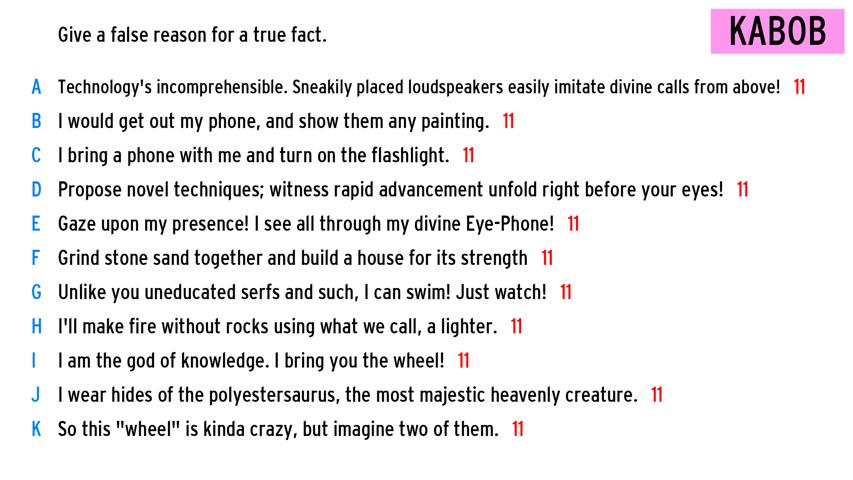 Give a false reason for a true fact.
KABOB
A Technology's incomprehensible. Sneakily placed loudspeakers easily imitate divine calls from above! 11
B I would get out my phone, and show them any painting. 11
C I bring a phone with me and turn on the flashlight. 11
D Propose novel techniques; witness rapid advancement unfold right before your eyes! 11
E Gaze upon my presence! I see all through my divine Eye-Phone! 11
F Grind stone sand together and build a house for its strength 11
G Unlike you uneducated serfs and such, I can swim! Just watch! 11
H I'll make fire without rocks using what we call, a lighter. 11
I I am the god of knowledge. I bring you the wheel! 11
J I wear hides of the polyestersaurus, the most majestic heavenly creature. 11
K So this "wheel" is kinda crazy, but imagine two of them. 11